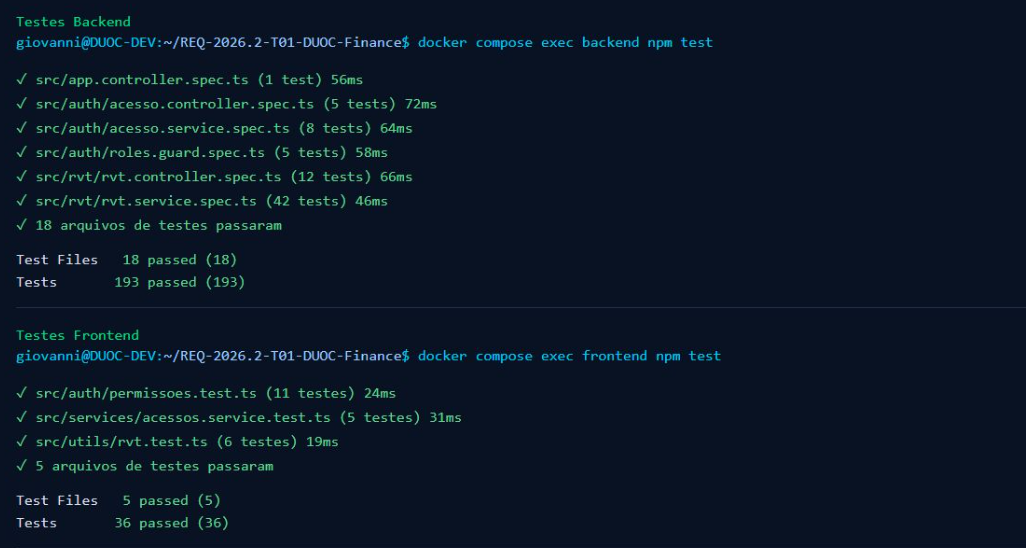 Testes Backend
giovanni@DUOC-DEV:~/REQ-2026.2-T01-DUOC-Finance$ docker compose exec backend npm test
✓ src/app.controller.spec.ts (1 test) 56ms
✓ src/auth/acesso.controller.spec.ts (5 tests) 72ms
✓ src/auth/acesso.service.spec.ts (8 tests) 64ms
✓ src/auth/roles.guard.spec.ts (5 tests) 58ms
✓ src/rvt/rvt.controller.spec.ts (12 tests) 66ms
✓ src/rvt/rvt.service.spec.ts (42 tests) 46ms
✓ 18 arquivos de testes passaram
Test Files 18 passed (18)
Tests 193 passed (193)
Testes Frontend
giovanni@DUOC-DEV:~/REQ-2026.2-T01-DUOC-Finance$ docker compose exec frontend npm test
✓ src/auth/permissoes.test.ts (11 testes) 24ms
✓ src/services/acessos.service.test.ts (5 testes) 31ms
✓ src/utils/rvt.test.ts (6 testes) 19ms
✓ 5 arquivos de testes passaram
Test Files 5 passed (5)
Tests 36 passed (36)